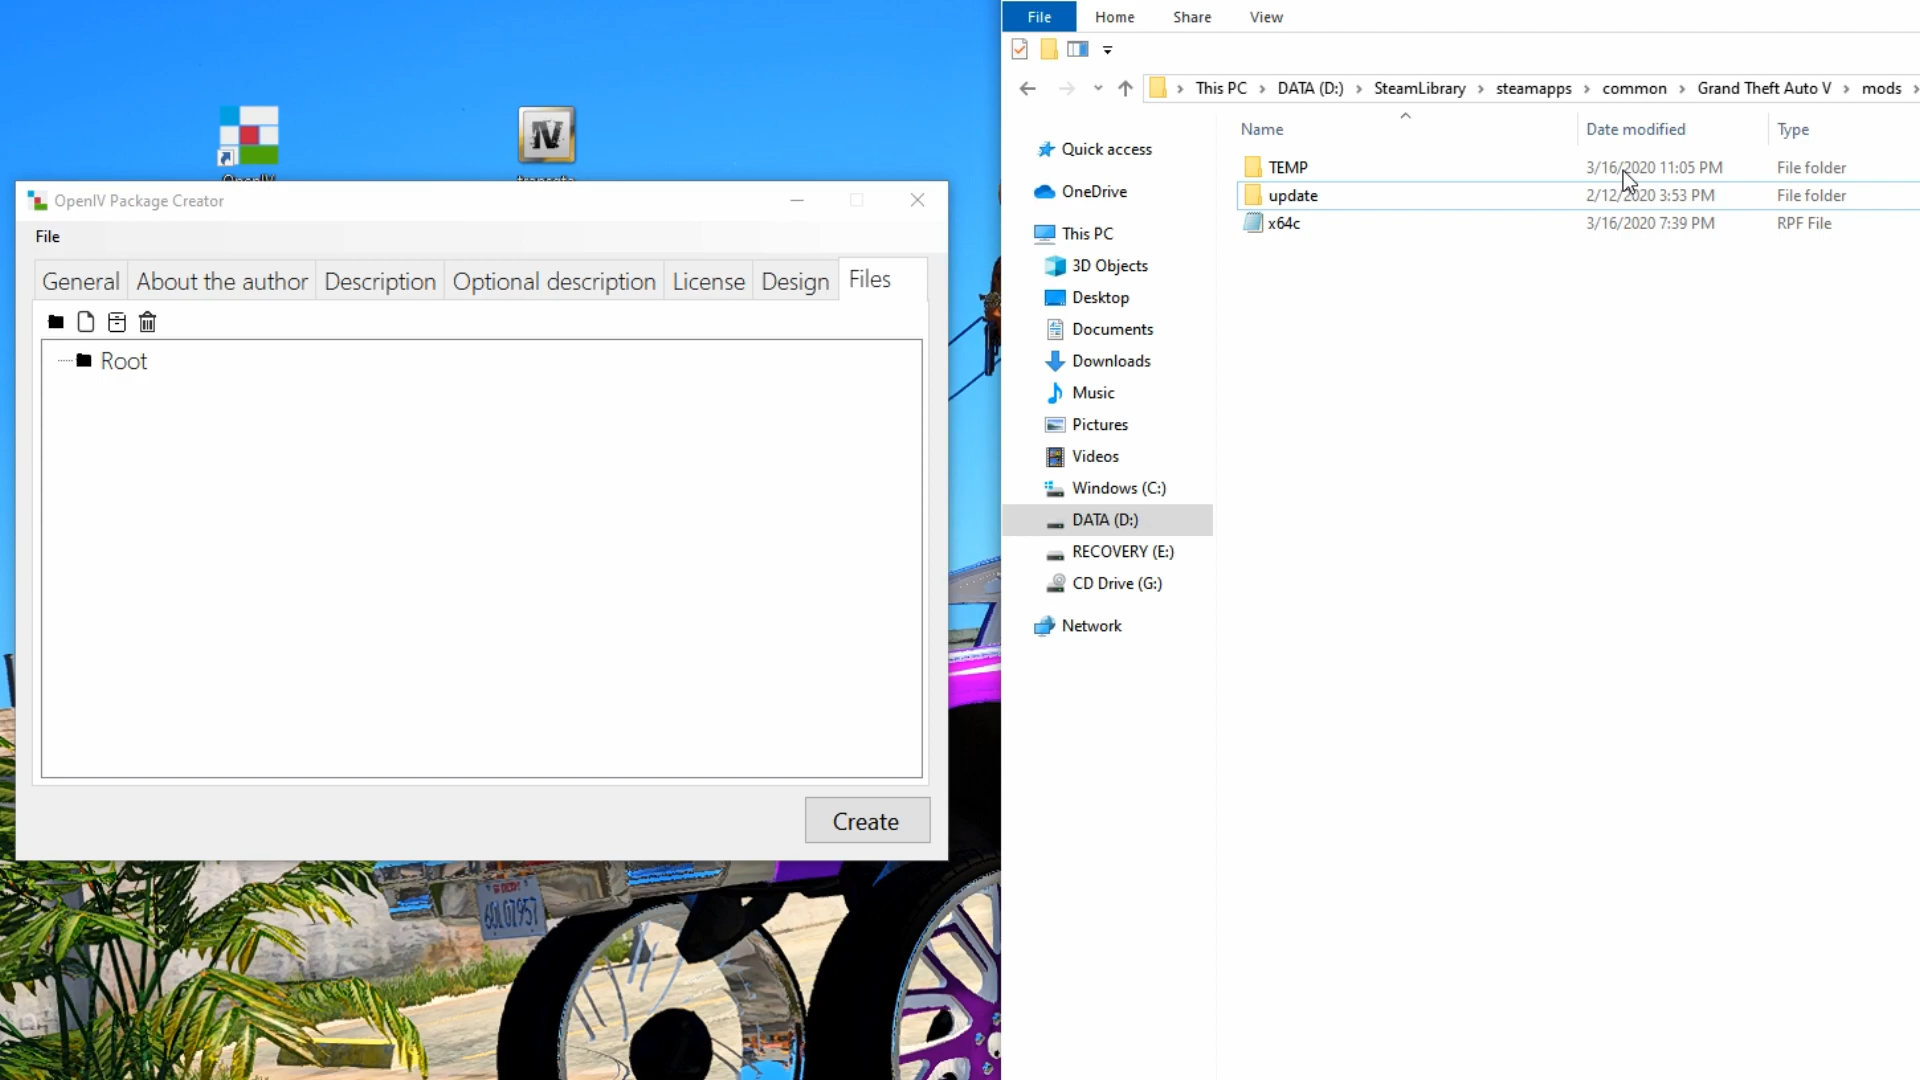 OpenIV
OpenIV Package Creator
File
General
About the author
Description
Optional description
License
Design
Files
Root
Create
File
Home
Share
View
This PC > DATA (D:) > SteamLibrary > steamapps > common > Grand Theft Auto V > mods >
Name
Date modified
Type
Quick access
OneDrive
This PC
3D Objects
Desktop
Documents
Downloads
Music
Pictures
Videos
Windows (C:)
DATA (D:)
RECOVERY (E:)
CD Drive (G:)
Network
TEMP 3/16/2020 11:05 PM File folder
update 2/12/2020 3:53 PM File folder
x64c 3/16/2020 7:39 PM RPF File
IV